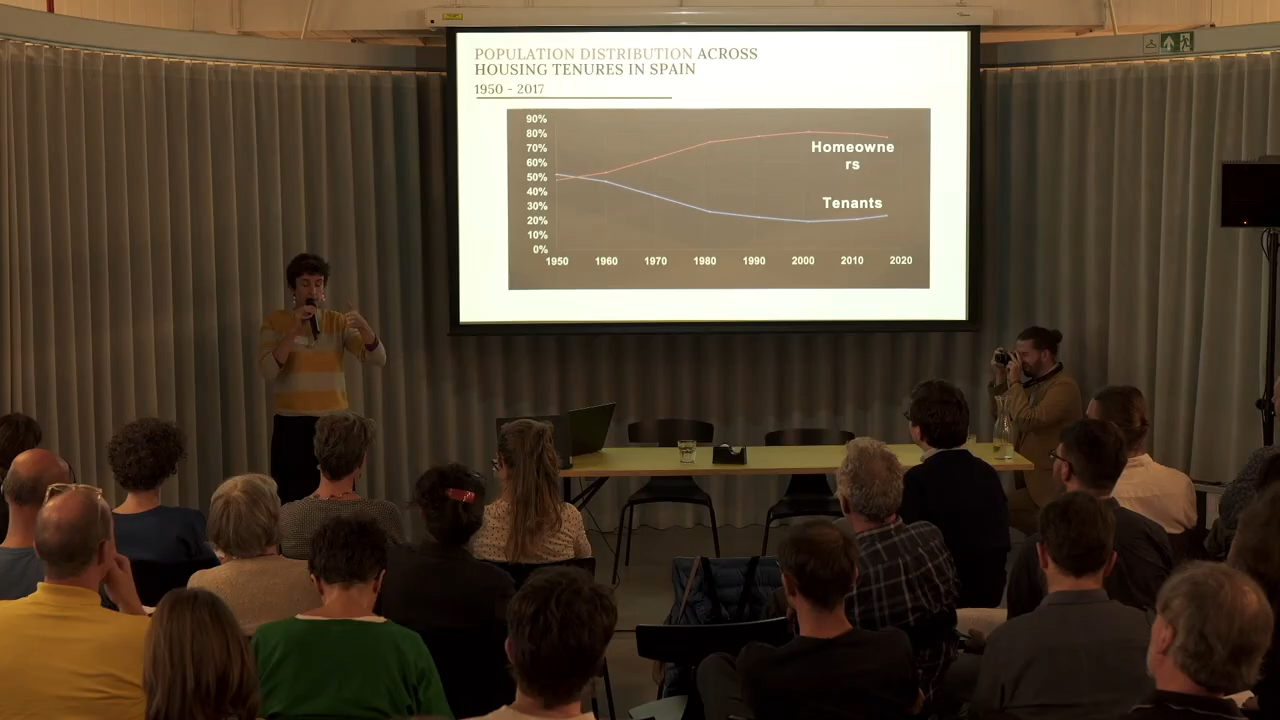 POPULATION DISTRIBUTION ACROSS
HOUSING TENURES IN SPAIN
1950 - 2017
90%
80%
70%
60%
50%
40%
30%
20%
10%
0%
Homeowne
rs
Tenants
1950 1960 1970 1980 1990 2000 2010 2020